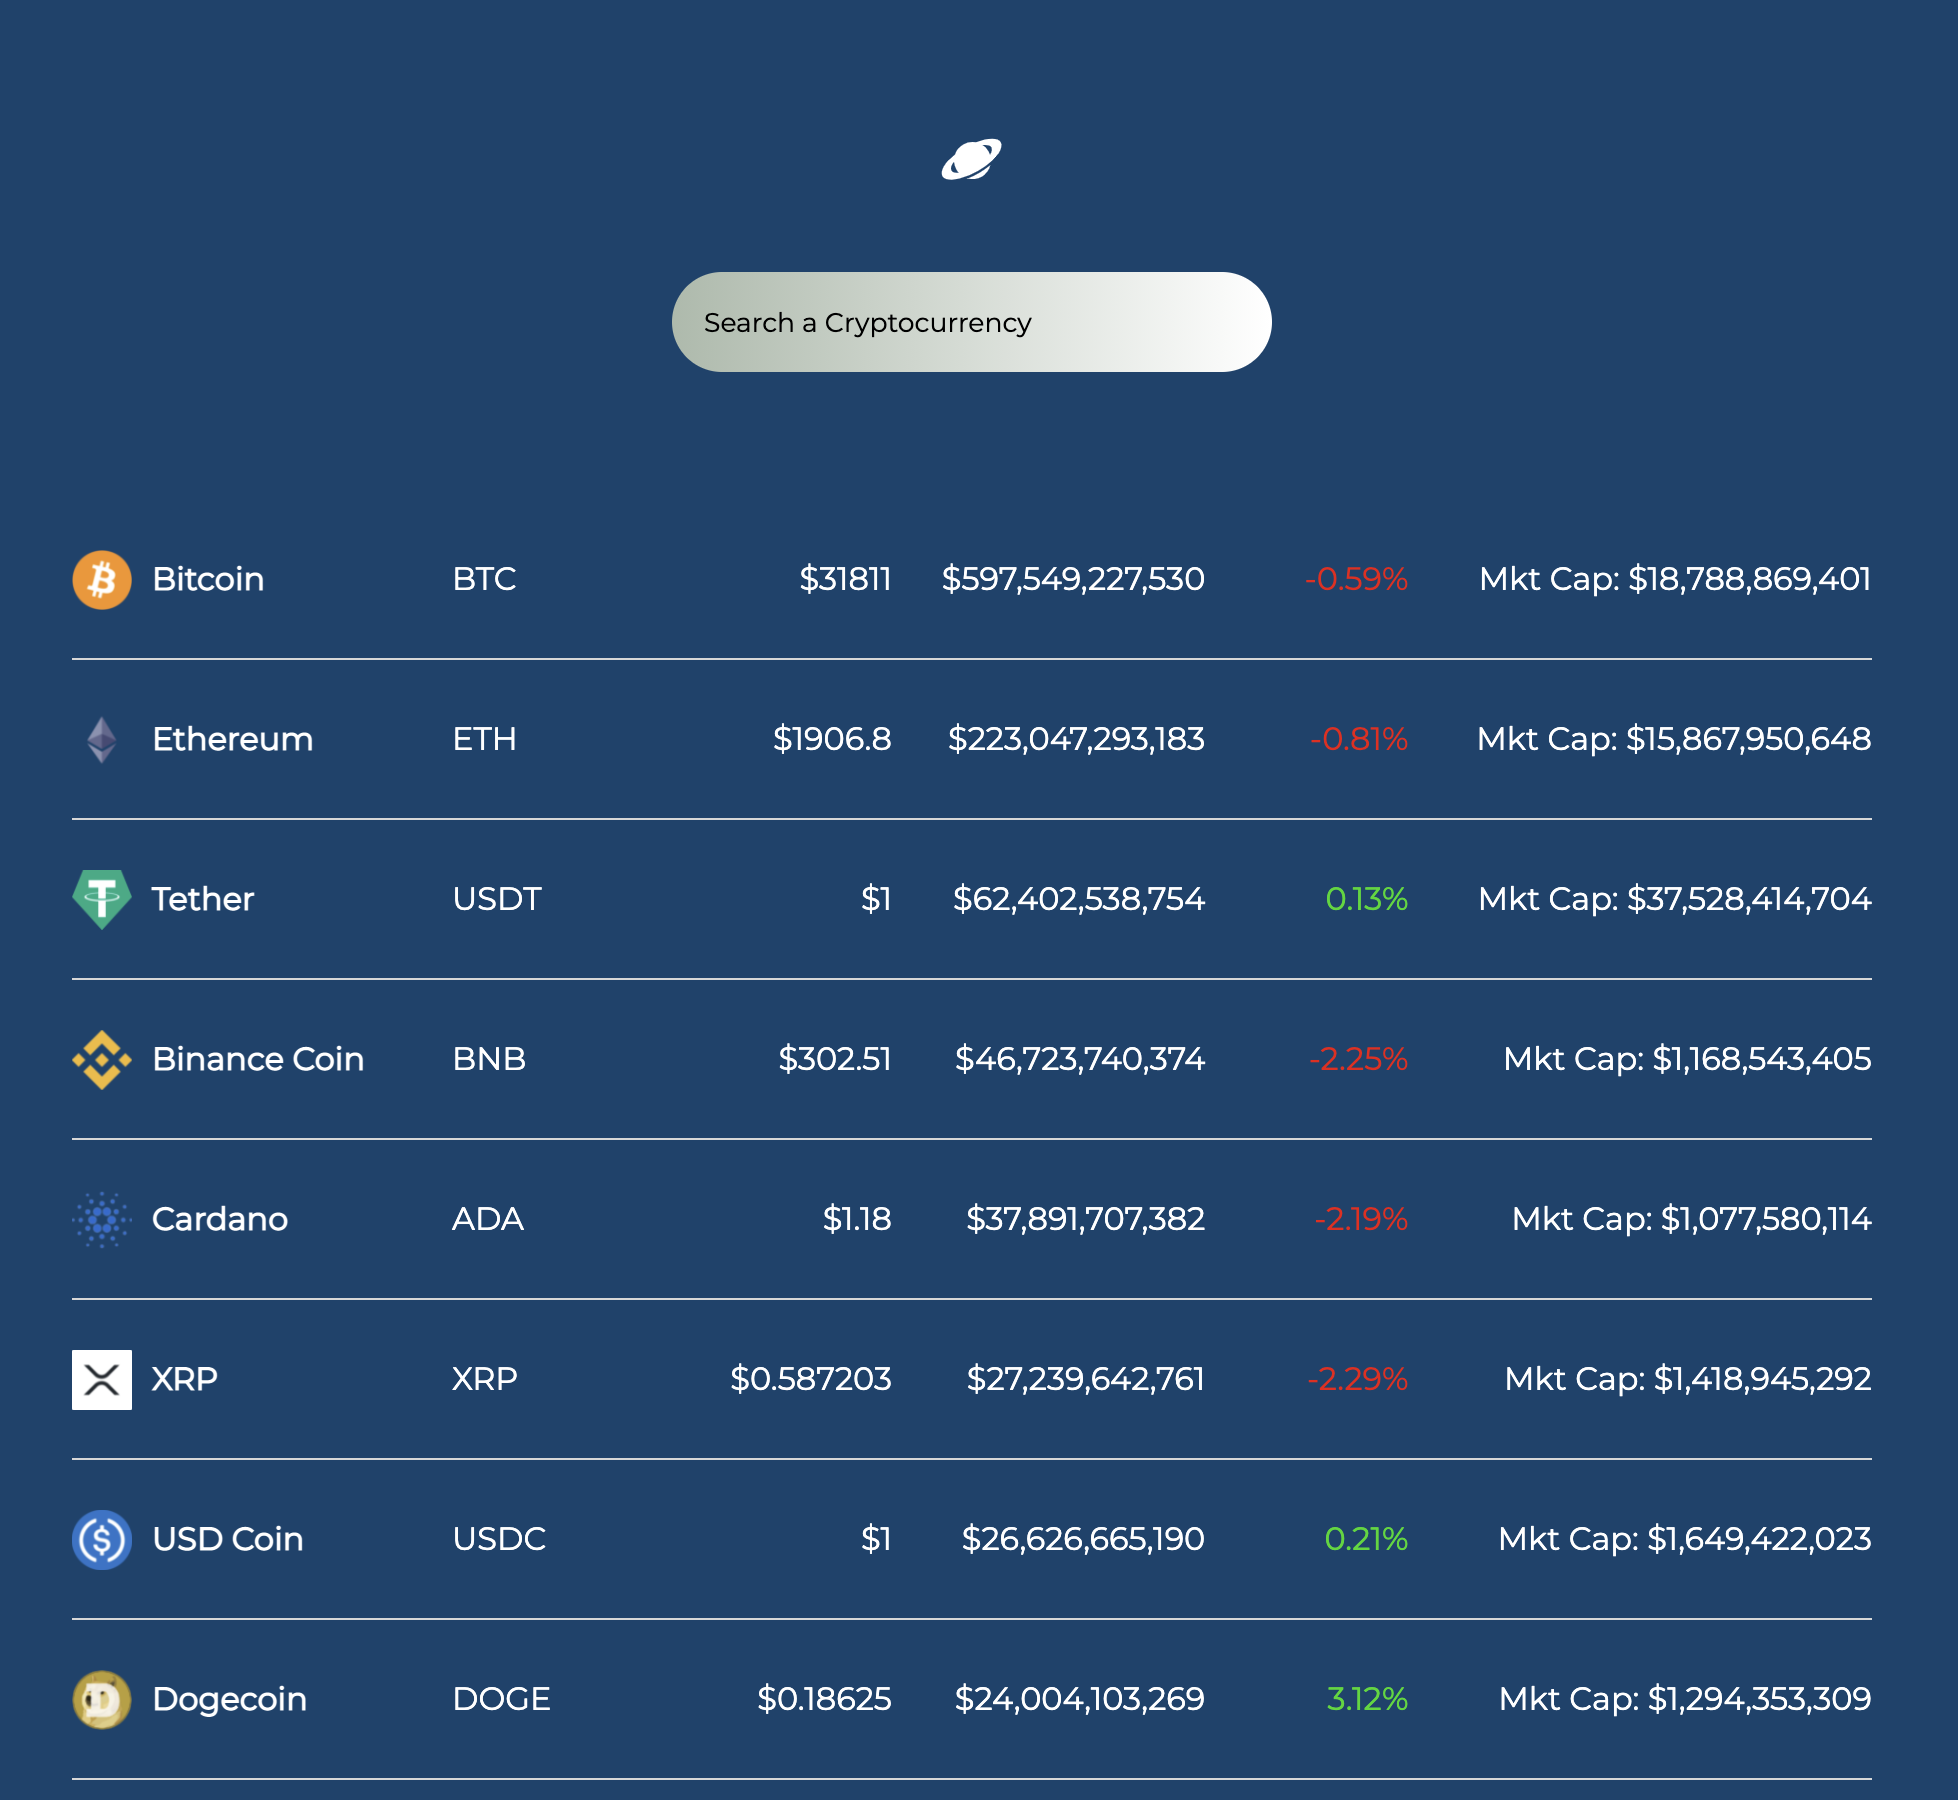 Search a Cryptocurrency
Bitcoin BTC $31811 $597,549,227,530 -0.59% Mkt Cap: $18,788,869,401
Ethereum ETH $1906.8 $223,047,293,183 -0.81% Mkt Cap: $15,867,950,648
Tether USDT $1 $62,402,538,754 0.13% Mkt Cap: $37,528,414,704
Binance Coin BNB $302.51 $46,723,740,374 -2.25% Mkt Cap: $1,168,543,405
Cardano ADA $1.18 $37,891,707,382 -2.19% Mkt Cap: $1,077,580,114
XRP XRP $0.587203 $27,239,642,761 -2.29% Mkt Cap: $1,418,945,292
USD Coin USDC $1 $26,626,665,190 0.21% Mkt Cap: $1,649,422,023
Dogecoin DOGE $0.18625 $24,004,103,269 3.12% Mkt Cap: $1,294,353,309